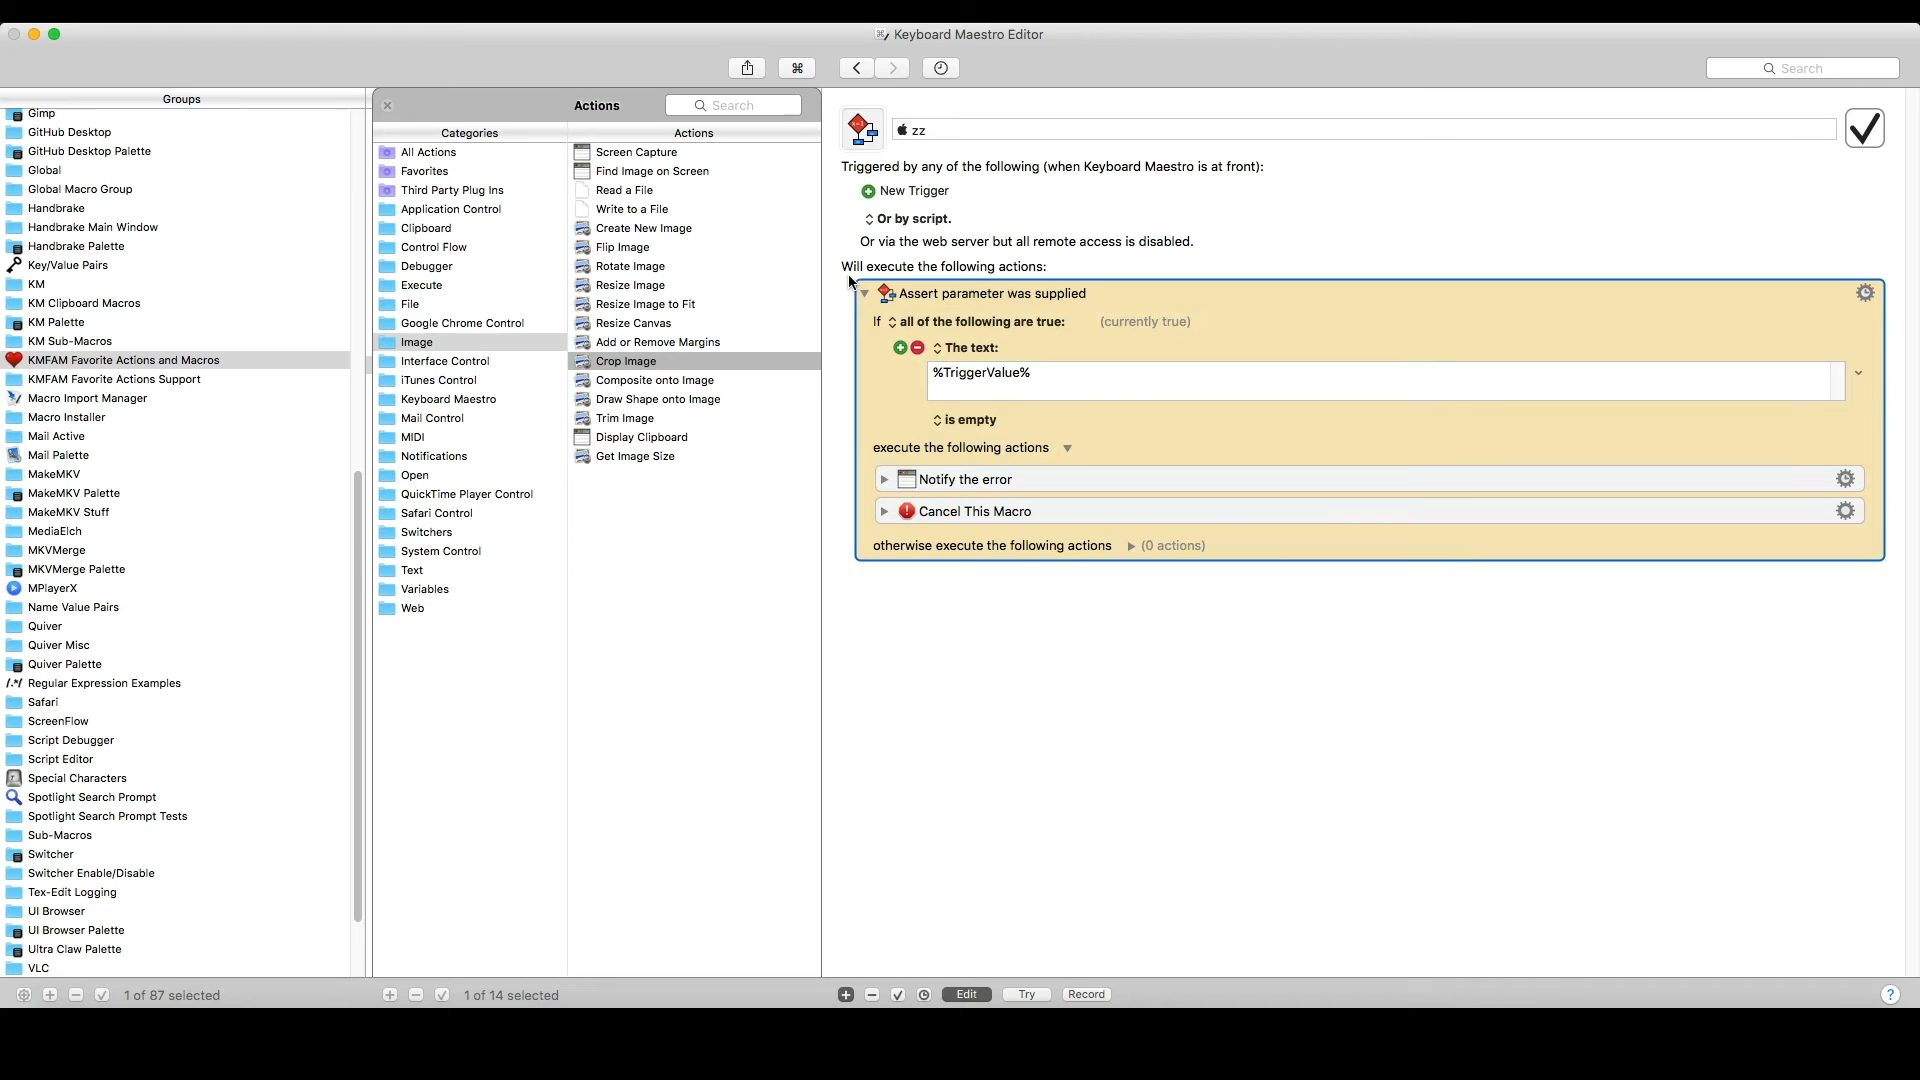 Keyboard Maestro Editor
Search
Groups
Gimp
GitHub Desktop
GitHub Desktop Palette
Global
Global Macro Group
Handbrake
Handbrake Main Window
Handbrake Palette
Key/Value Pairs
KM
KM Clipboard Macros
KM Palette
KM Sub-Macros
KMFAM Favorite Actions and Macros
KMFAM Favorite Actions Support
Macro Import Manager
Macro Installer
Mail Active
Mail Palette
MakeMKV
MakeMKV Palette
MakeMKV Stuff
MediaElch
MKVMerge
MKVMerge Palette
MPlayerX
Name Value Pairs
Quiver
Quiver Misc
Quiver Palette
Regular Expression Examples
Safari
ScreenFlow
Script Debugger
Script Editor
Special Characters
Spotlight Search Prompt
Spotlight Search Prompt Tests
Sub-Macros
Switcher
Switcher Enable/Disable
Tex-Edit Logging
UI Browser
UI Browser Palette
Ultra Claw Palette
VLC
1 of 87 selected
Actions
Search
Categories
All Actions
Favorites
Third Party Plug Ins
Application Control
Clipboard
Control Flow
Debugger
Execute
File
Google Chrome Control
Image
Interface Control
iTunes Control
Keyboard Maestro
Mail Control
MIDI
Notifications
Open
QuickTime Player Control
Safari Control
Switchers
System Control
Text
Variables
Web
Actions
Screen Capture
Find Image on Screen
Read a File
Write to a File
Create New Image
Flip Image
Rotate Image
Resize Image
Resize Image to Fit
Resize Canvas
Add or Remove Margins
Crop Image
Composite onto Image
Draw Shape onto Image
Trim Image
Display Clipboard
Get Image Size
1 of 14 selected
zz
Triggered by any of the following (when Keyboard Maestro is at front):
New Trigger
Or by script.
Or via the web server but all remote access is disabled.
Will execute the following actions:
Assert parameter was supplied
If all of the following are true: (currently true)
The text:
%TriggerValue%
is empty
execute the following actions
Notify the error
Cancel This Macro
otherwise execute the following actions (0 actions)
Edit Try Record ?